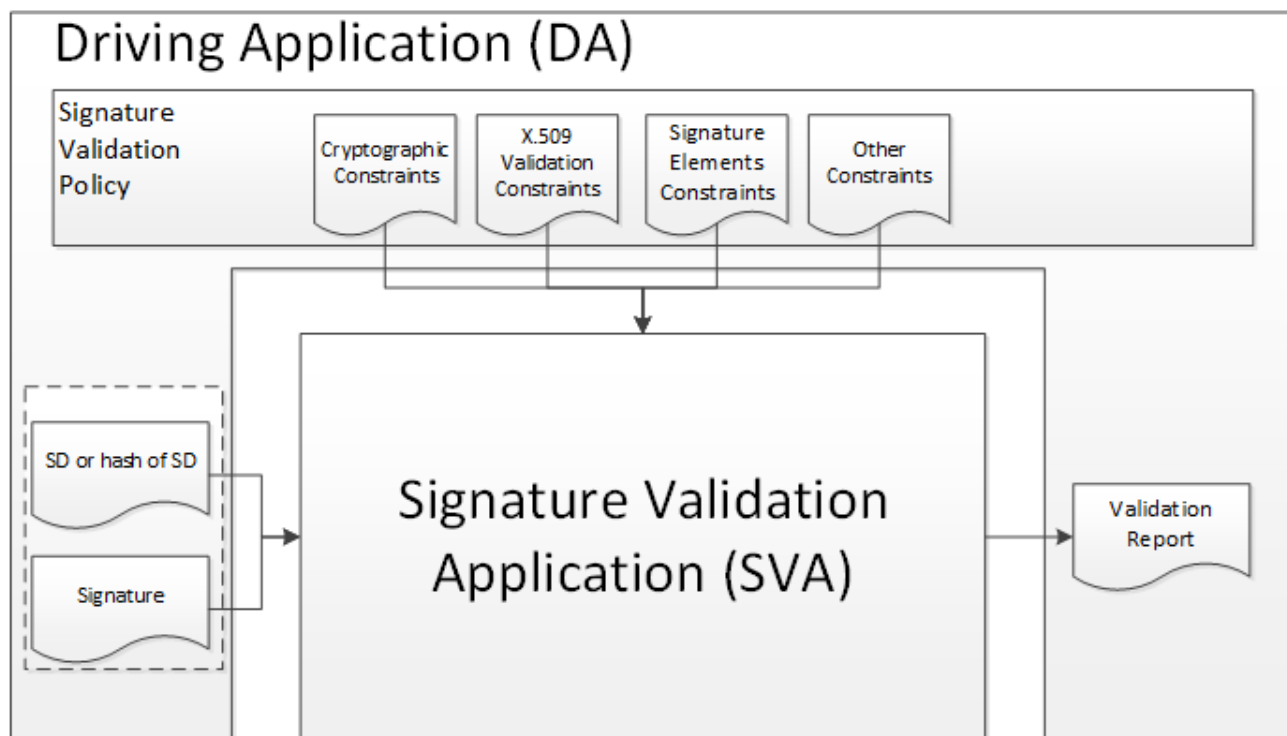 Driving Application (DA)
Signature
Validation
Policy
Cryptographic
Constraints
X.509
Validation
Constraints
Signature
Elements
Constraints
Other
Constraints
SD or hash of SD
Signature
Signature Validation
Application (SVA)
Validation
Report